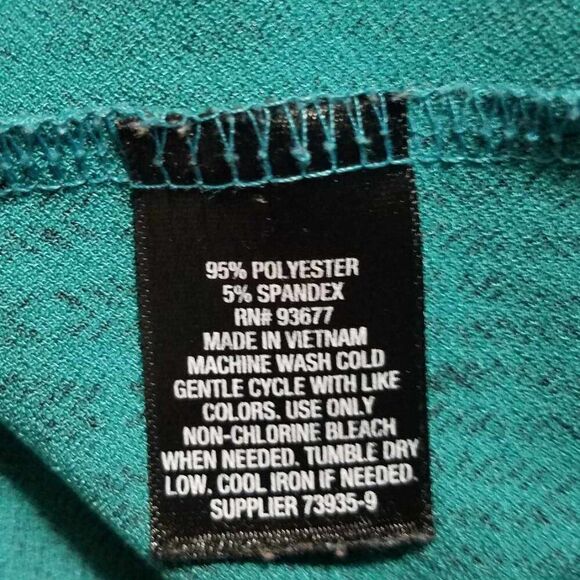 95% POLYESTER
5% SPANDEX
RN# 93677
MADE IN VIETNAM
MACHINE WASH COLD
GENTLE CYCLE WITH LIKE
COLORS. USE ONLY
NON-CHLORINE BLEACH
WHEN NEEDED. TUMBLE DRY
LOW. COOL IRON IF NEEDED.
SUPPLIER 73935-9